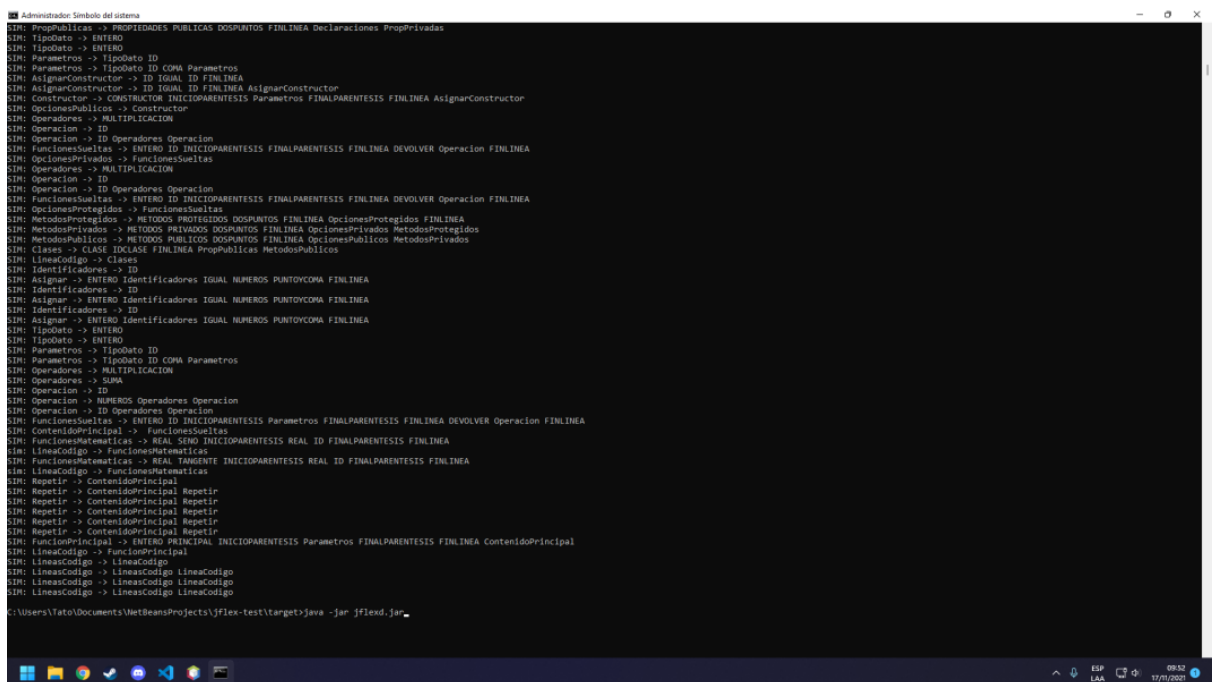 Administrador: Símbolo del sistema
SIM: PropPublicas -> PROPIEDADES PUBLICAS DOSPUNTOS FINLINEA Declaraciones PropPrivadas
SIM: TipoDato -> ENTERO
SIM: TipoDato -> ENTERO
SIM: Parametros -> TipoDato ID
SIM: Parametros -> TipoDato ID COMA Parametros
SIM: AsignarConstructor -> ID IGUAL ID FINLINEA
SIM: AsignarConstructor -> ID IGUAL ID FINLINEA AsignarConstructor
SIM: Constructor -> CONSTRUCTOR INICIOPARENTESIS Parametros FINALPARENTESIS FINLINEA AsignarConstructor
SIM: OpcionesPublicos -> Constructor
SIM: Operadores -> MULTIPLICACION
SIM: Operacion -> ID
SIM: Operacion -> ID Operadores Operacion
SIM: FuncionesSueltas -> ENTERO ID INICIOPARENTESIS FINALPARENTESIS FINLINEA DEVOLVER Operacion FINLINEA
SIM: OpcionesPrivados -> FuncionesSueltas
SIM: Operadores -> MULTIPLICACION
SIM: Operacion -> ID
SIM: Operacion -> ID Operadores Operacion
SIM: FuncionesSueltas -> ENTERO ID INICIOPARENTESIS FINALPARENTESIS FINLINEA DEVOLVER Operacion FINLINEA
SIM: OpcionesProtegidos -> FuncionesSueltas
SIM: MetodosProtegidos -> METODOS PROTEGIDOS DOSPUNTOS FINLINEA OpcionesProtegidos FINLINEA
SIM: MetodosPrivados -> METODOS PRIVADOS DOSPUNTOS FINLINEA OpcionesPrivados MetodosProtegidos
SIM: MetodosPublicos -> METODOS PUBLICOS DOSPUNTOS FINLINEA OpcionesPublicos MetodosPrivados
SIM: Clases -> CLASE IDCLASE FINLINEA PropPublicas MetodosPublicos
SIM: LineaCodigo -> Clases
SIM: Identificadores -> ID
SIM: Asignar -> ENTERO Identificadores IGUAL NUMEROS PUNTOYCOMA FINLINEA
SIM: Identificadores -> ID
SIM: Asignar -> ENTERO Identificadores IGUAL NUMEROS PUNTOYCOMA FINLINEA
SIM: Identificadores -> ID
SIM: Asignar -> ENTERO Identificadores IGUAL NUMEROS PUNTOYCOMA FINLINEA
SIM: TipoDato -> ENTERO
SIM: TipoDato -> ENTERO
SIM: Parametros -> TipoDato ID
SIM: Parametros -> TipoDato ID COMA Parametros
SIM: Operadores -> MULTIPLICACION
SIM: Operadores -> SUMA
SIM: Operacion -> ID
SIM: Operacion -> NUMEROS Operadores Operacion
SIM: Operacion -> ID Operadores Operacion
SIM: FuncionesSueltas -> ENTERO ID INICIOPARENTESIS Parametros FINALPARENTESIS FINLINEA DEVOLVER Operacion FINLINEA
SIM: ContenidoPrincipal ->  FuncionesSueltas
SIM: FuncionesMatematicas -> REAL SENO INICIOPARENTESIS REAL ID FINALPARENTESIS FINLINEA
sim: LineaCodigo -> FuncionesMatematicas
SIM: FuncionesMatematicas -> REAL TANGENTE INICIOPARENTESIS REAL ID FINALPARENTESIS FINLINEA
sim: LineaCodigo -> FuncionesMatematicas
SIM: Repetir -> ContenidoPrincipal
SIM: Repetir -> ContenidoPrincipal Repetir
SIM: Repetir -> ContenidoPrincipal Repetir
SIM: Repetir -> ContenidoPrincipal Repetir
SIM: Repetir -> ContenidoPrincipal Repetir
SIM: Repetir -> ContenidoPrincipal Repetir
SIM: FuncionPrincipal -> ENTERO PRINCIPAL INICIOPARENTESIS Parametros FINALPARENTESIS FINLINEA ContenidoPrincipal
SIM: LineaCodigo -> FuncionPrincipal
SIM: LineasCodigo -> LineaCodigo
SIM: LineasCodigo -> LineasCodigo LineaCodigo
SIM: LineasCodigo -> LineasCodigo LineaCodigo
SIM: LineasCodigo -> LineasCodigo LineaCodigo
C:\Users\Tato\Documents\NetBeansProjects\jflex-test\target>java -jar jflexd.jar
ESP
LAA
09:52
17/11/2021
1